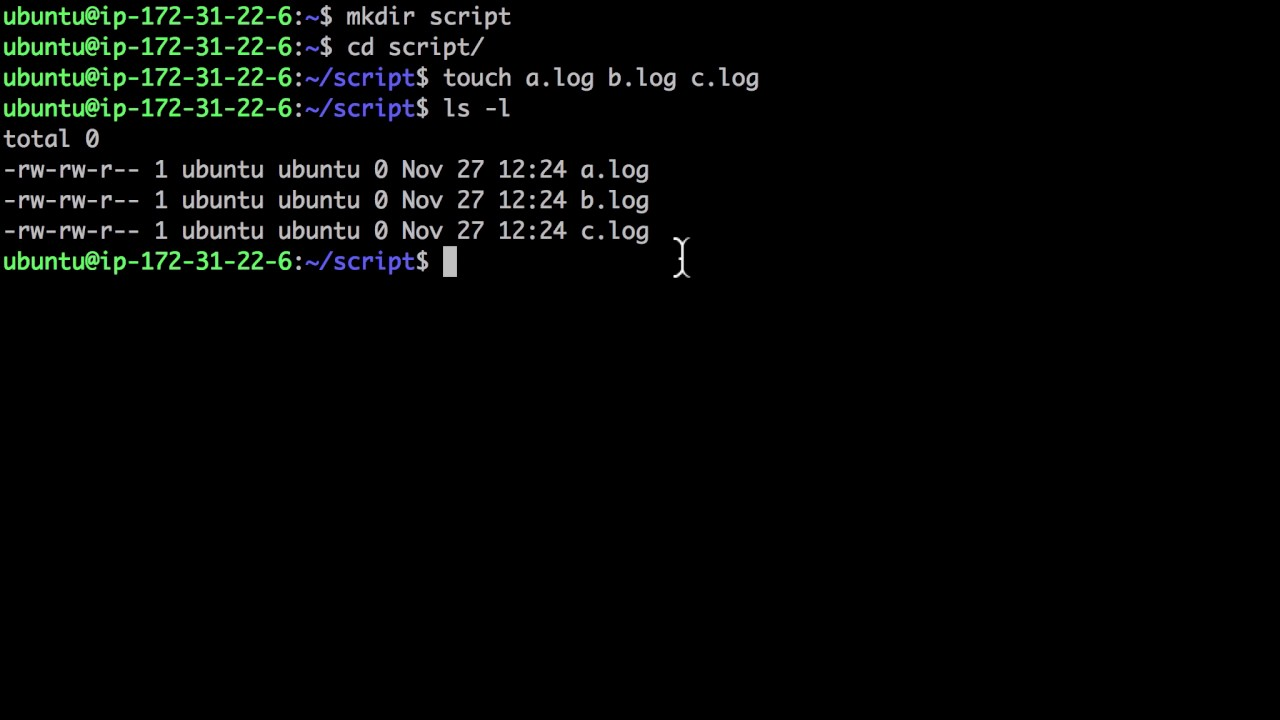 ubuntu@ip-172-31-22-6:~$ mkdir script
ubuntu@ip-172-31-22-6:~$ cd script/
ubuntu@ip-172-31-22-6:~/script$ touch a.log b.log c.log
ubuntu@ip-172-31-22-6:~/script$ ls -l
total 0
-rw-rw-r-- 1 ubuntu ubuntu 0 Nov 27 12:24 a.log
-rw-rw-r-- 1 ubuntu ubuntu 0 Nov 27 12:24 b.log
-rw-rw-r-- 1 ubuntu ubuntu 0 Nov 27 12:24 c.log
ubuntu@ip-172-31-22-6:~/script$